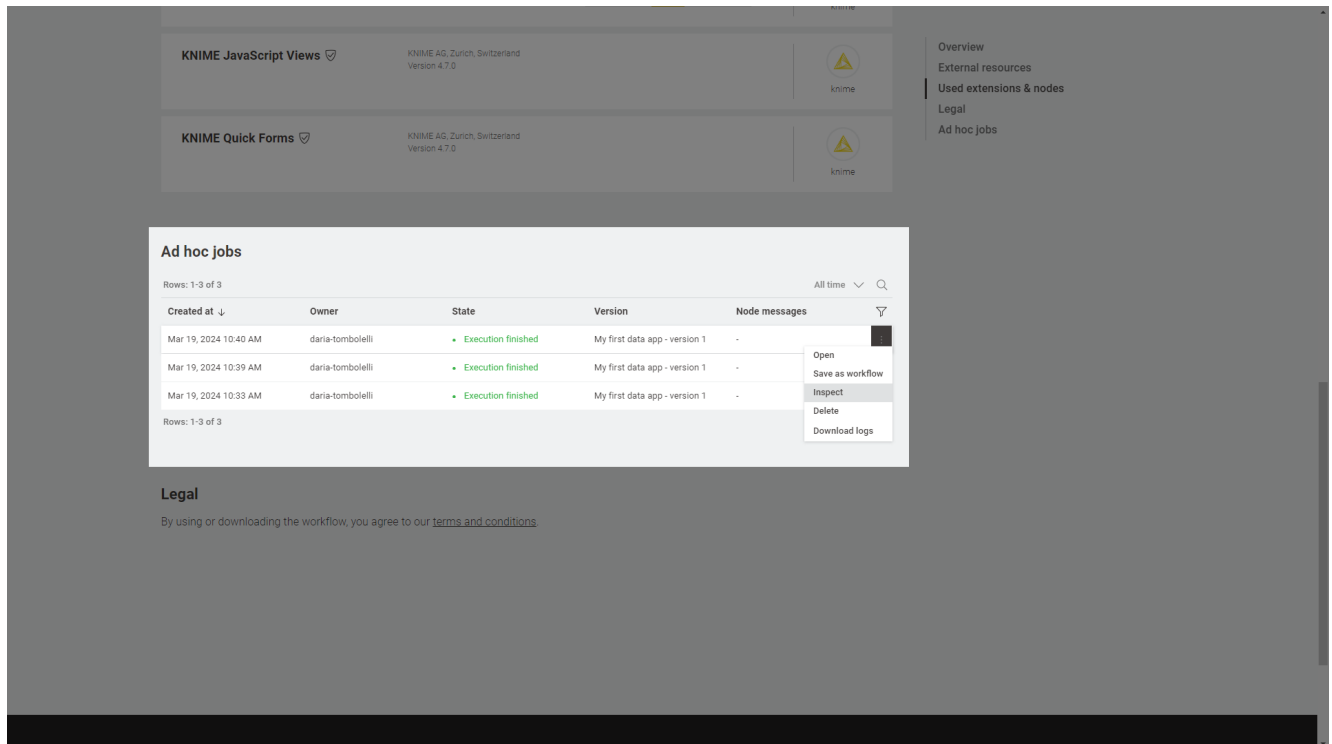 knime
KNIME JavaScript Views
KNIME AG, Zurich, Switzerland
Version 4.7.0
knime
KNIME Quick Forms
KNIME AG, Zurich, Switzerland
Version 4.7.0
knime
Overview
External resources
Used extensions & nodes
Legal
Ad hoc jobs
Ad hoc jobs
Rows: 1-3 of 3 All time
Created at ↓ Owner State Version Node messages
Mar 19, 2024 10:40 AM daria-tombolelli • Execution finished My first data app - version 1 -
Mar 19, 2024 10:39 AM daria-tombolelli • Execution finished My first data app - version 1 -
Mar 19, 2024 10:33 AM daria-tombolelli • Execution finished My first data app - version 1 -
Rows: 1-3 of 3
Open
Save as workflow
Inspect
Delete
Download logs
Legal
By using or downloading the workflow, you agree to our terms and conditions.